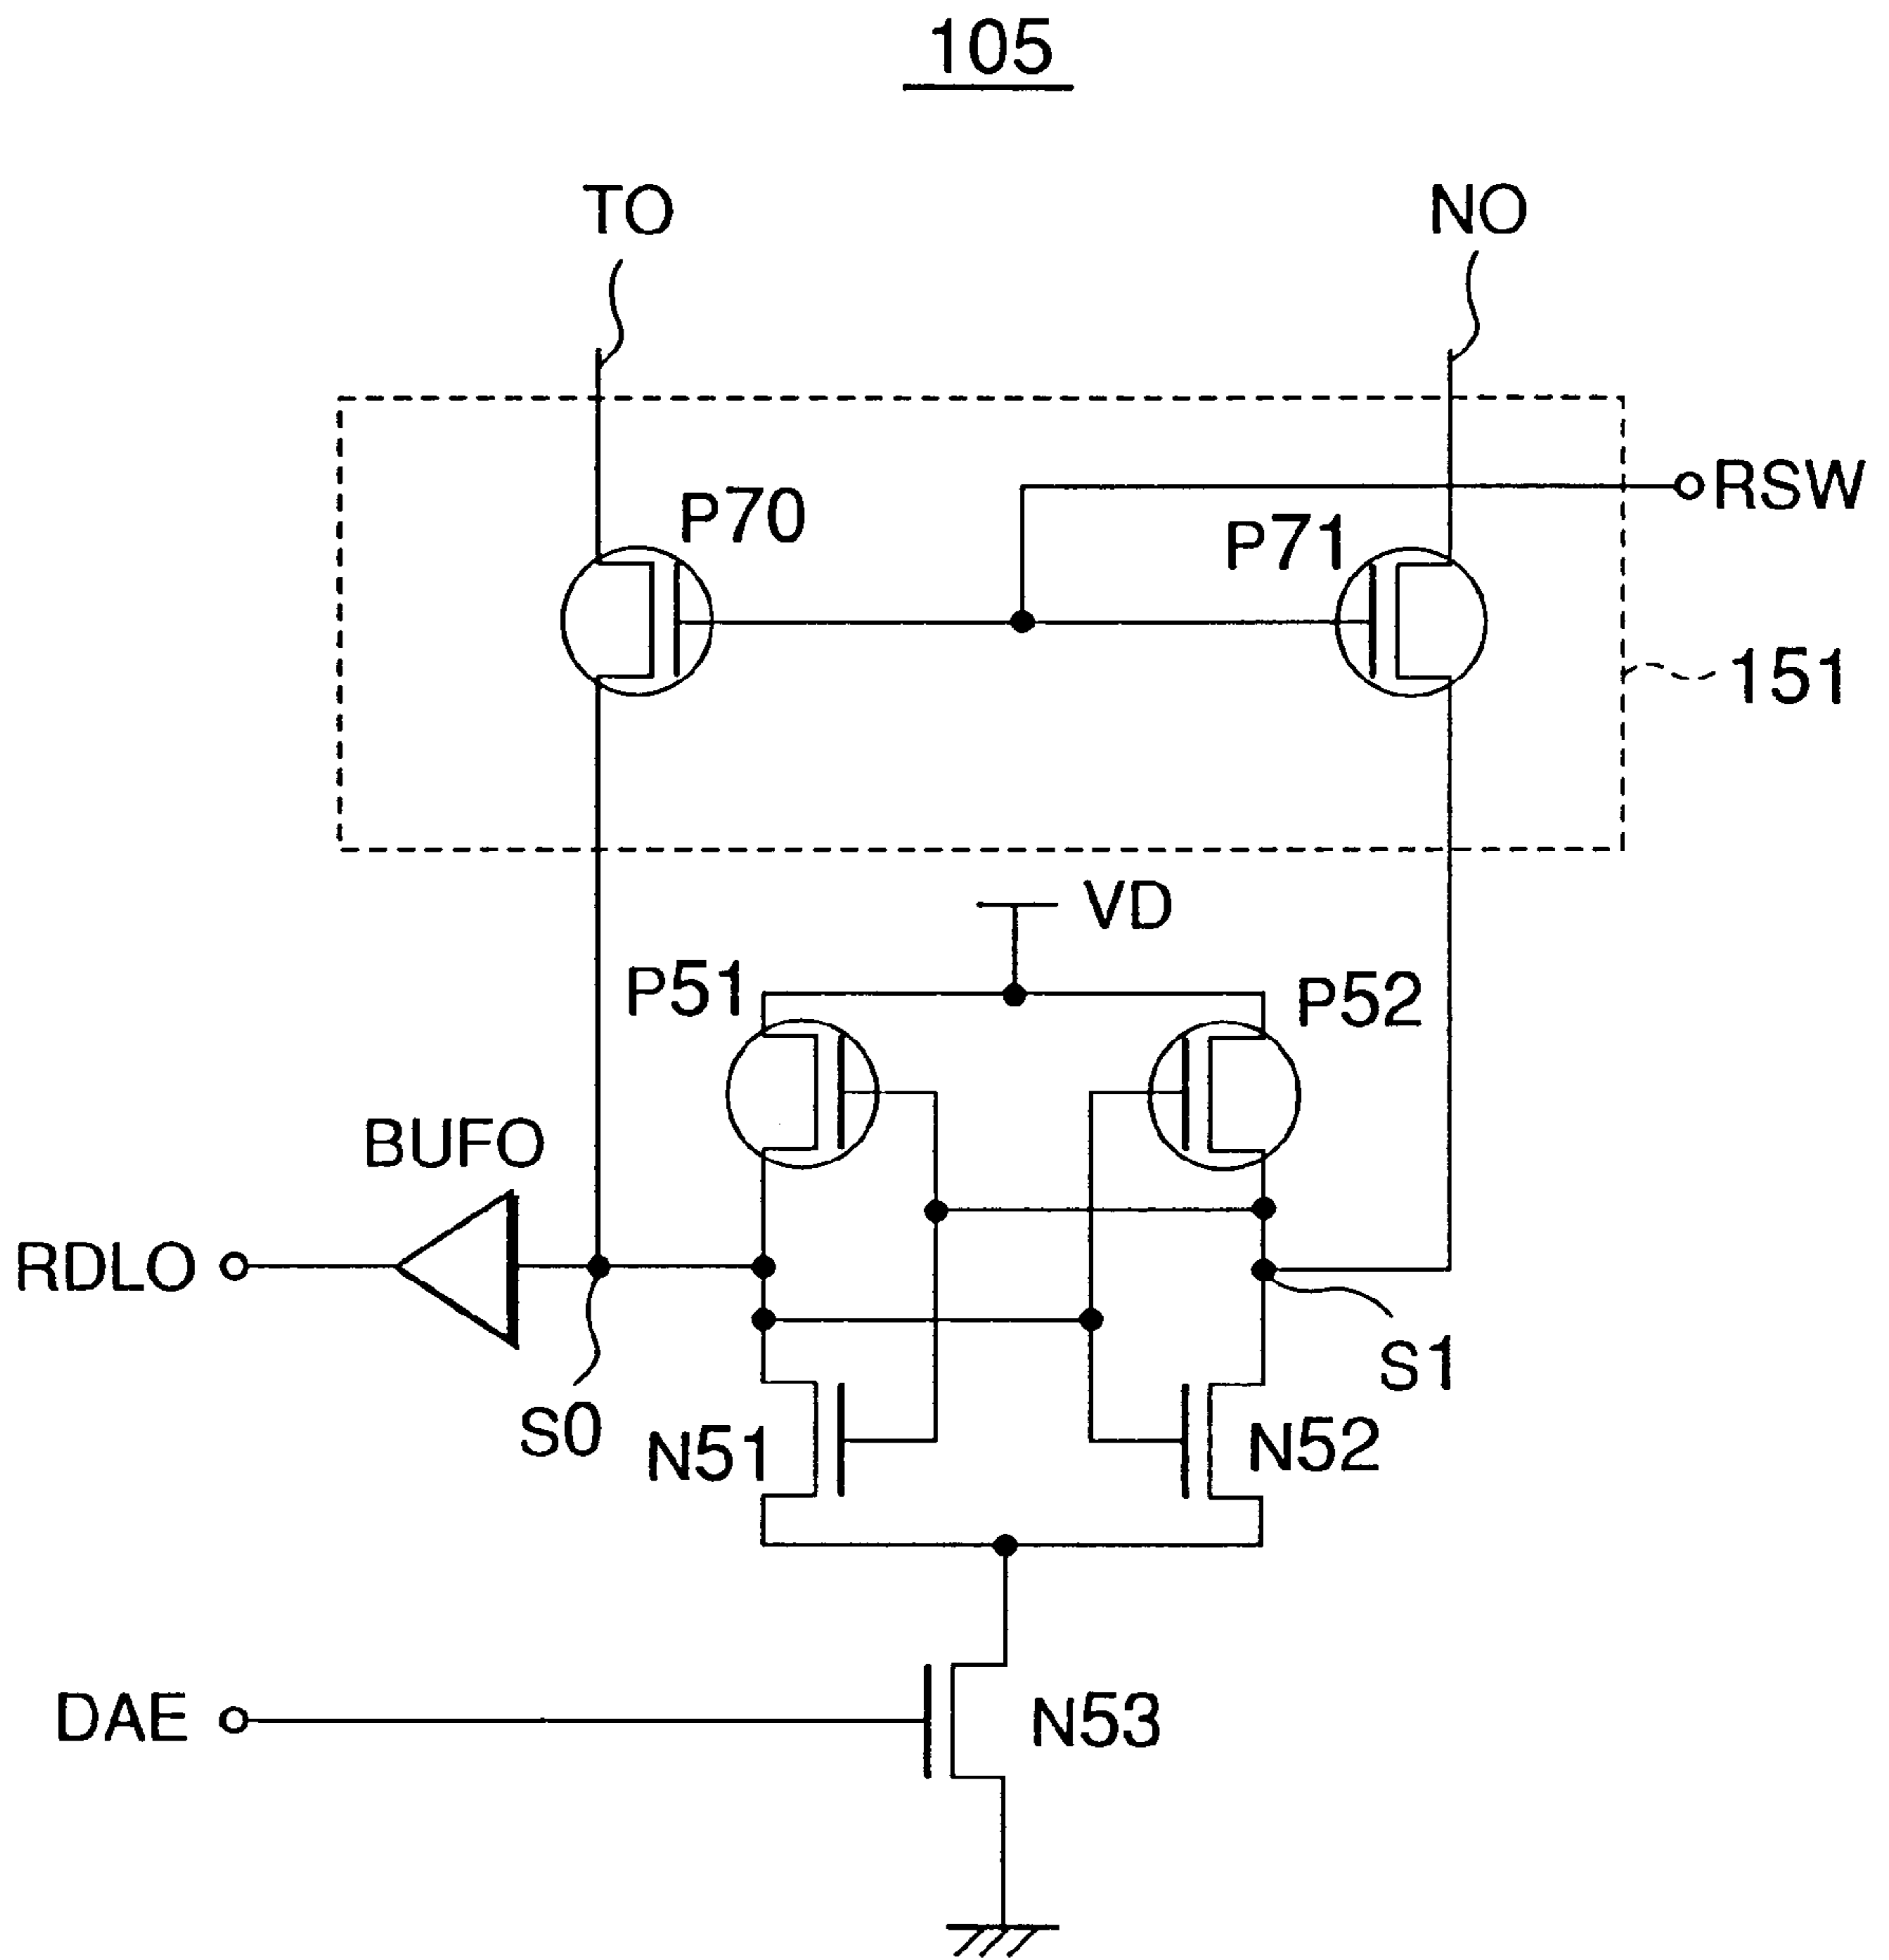 105
TO
NO
RSW
P70
P71
151
VD
P51
P52
BUFO
RDLO
S1
S0
N51
N52
DAE
N53